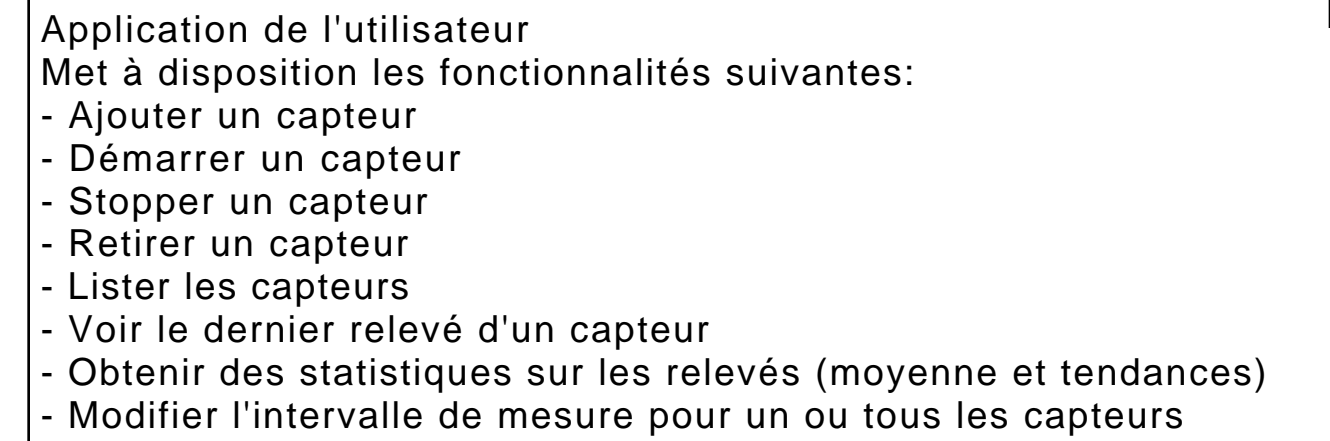 Application de l'utilisateur
Met à disposition les fonctionnalités suivantes:
- Ajouter un capteur
- Démarrer un capteur
- Stopper un capteur
- Retirer un capteur
- Lister les capteurs
- Voir le dernier relevé d'un capteur
- Obtenir des statistiques sur les relevés (moyenne et tendances)
- Modifier l'intervalle de mesure pour un ou tous les capteurs